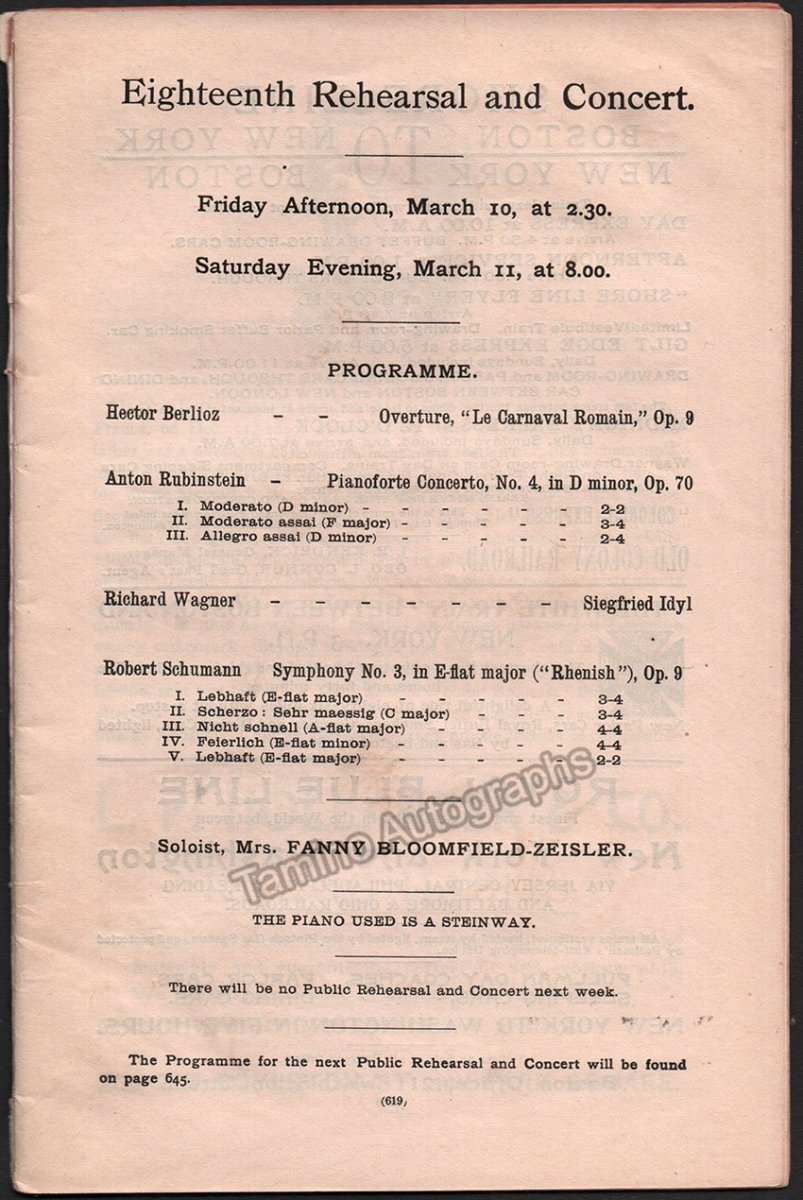 Eighteenth Rehearsal and Concert.
Friday Afternoon, March 10, at 2.30.
Saturday Evening, March 11, at 8.00.
PROGRAMME.
Hector Berlioz - - Overture, "Le Carnaval Romain," Op. 9
Anton Rubinstein - Pianoforte Concerto, No. 4, in D minor, Op. 70
I. Moderato (D minor) - - - - - - 2-2
II. Moderato assai (F major) - - - - - 3-4
III. Allegro assai (D minor) - - - - - 2-4
Richard Wagner - - - - - - - - Siegfried Idyl
Robert Schumann Symphony No. 3, in E-flat major ("Rhenish"), Op. 9
I. Lebhaft (E-flat major) - - - - - 3-4
II. Scherzo : Sehr maessig (C major) - - - 3-4
III. Nicht schnell (A-flat major) - - - - 4-4
IV. Feierlich (E-flat minor) - - - - 4-4
V. Lebhaft (E-flat major) - - - - - 2-2
Soloist, Mrs. FANNY BLOOMFIELD-ZEISLER.
Tamino Autographs
THE PIANO USED IS A STEINWAY.
There will be no Public Rehearsal and Concert next week.
The Programme for the next Public Rehearsal and Concert will be found
on page 645.
(619)